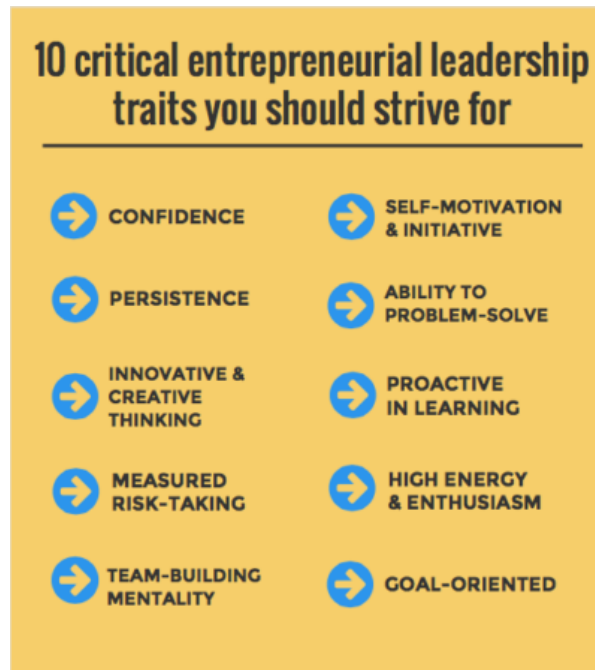 10 critical entrepreneurial leadership
traits you should strive for
CONFIDENCE
PERSISTENCE
INNOVATIVE &
CREATIVE
THINKING
MEASURED
RISK-TAKING
TEAM-BUILDING
MENTALITY
SELF-MOTIVATION
& INITIATIVE
ABILITY TO
PROBLEM-SOLVE
PROACTIVE
IN LEARNING
HIGH ENERGY
& ENTHUSIASM
GOAL-ORIENTED